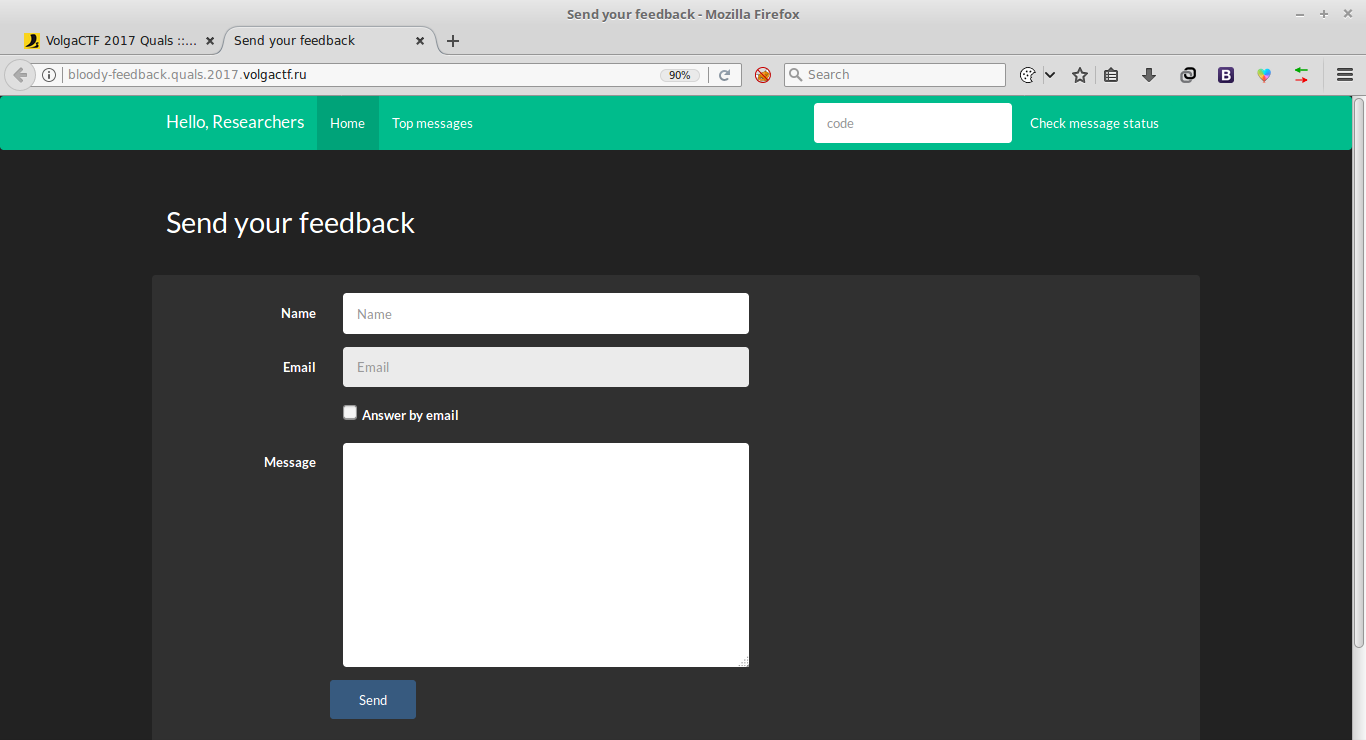 Send your feedback - Mozilla Firefox
VolgaCTF 2017 Quals ::... Send your feedback
bloody-feedback.quals.2017.volgactf.ru 90% Search
Hello, Researchers Home Top messages code Check message status
Send your feedback
Name Name
Email Email
Answer by email
Message
Send